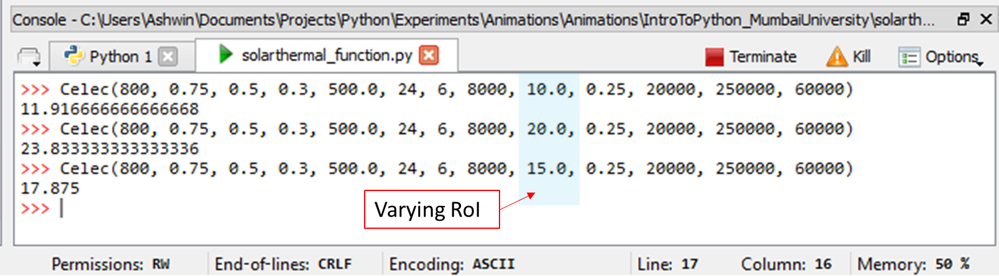 Console - C:\Users\Ashwin\Documents\Projects\Python\Experiments\Animations\Animations\IntroToPython_MumbaiUniversity\solarth...
Python 1 solarthermal_function.py Terminate Kill Options
>>> Celec(800, 0.75, 0.5, 0.3, 500.0, 24, 6, 8000, 10.0, 0.25, 20000, 250000, 60000)
11.916666666666668
>>> Celec(800, 0.75, 0.5, 0.3, 500.0, 24, 6, 8000, 20.0, 0.25, 20000, 250000, 60000)
23.833333333333336
>>> Celec(800, 0.75, 0.5, 0.3, 500.0, 24, 6, 8000, 15.0, 0.25, 20000, 250000, 60000)
17.875
>>>
Varying RoI
Permissions: RW End-of-lines: CRLF Encoding: ASCII Line: 17 Column: 16 Memory: 50 %